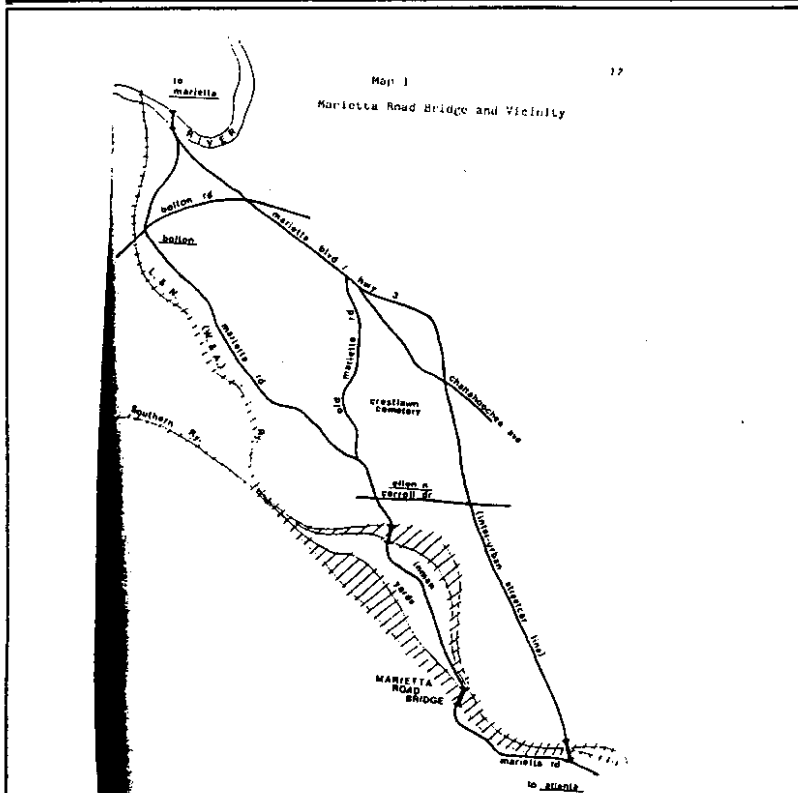 17
Map 1
Marietta Road Bridge and Vicinity
to
marietta
RIVER
bolton rd
bolton
marietta blvd / hwy 3
L. & N.
(W. & A.)
Ry.
marietta rd
old marietta rd
crestlawn
cemetery
chattahoochee ave
Southern Ry.
ellen n
carroll dr
(inter-urban streetcar line)
inman
yards
MARIETTA
ROAD
BRIDGE
marietta rd
to atlanta